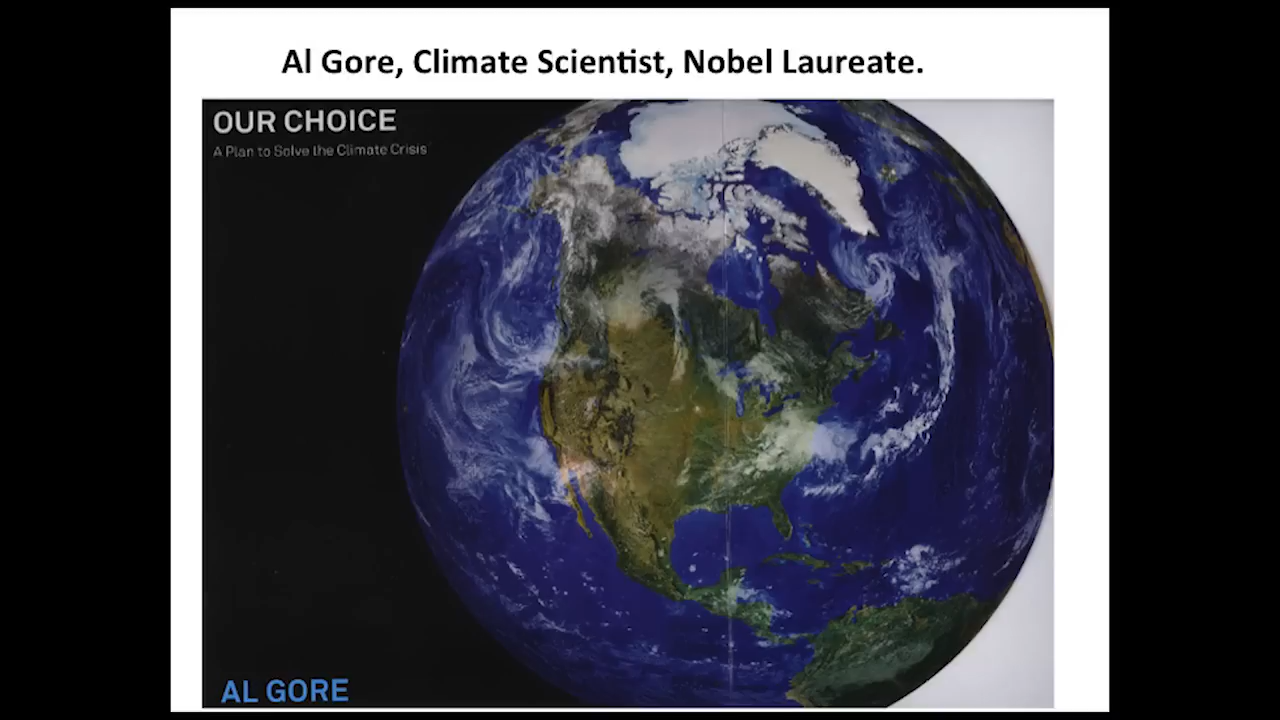 Al Gore, Climate Scientist, Nobel Laureate.
OUR CHOICE
A Plan to Solve the Climate Crisis
AL GORE